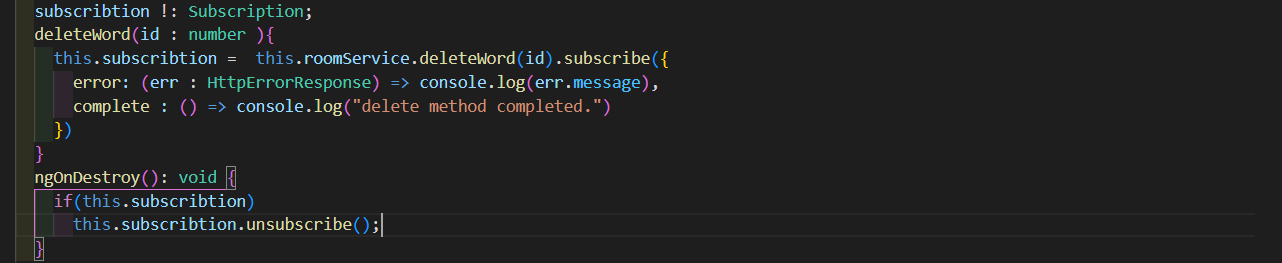 subscribtion !: Subscription;
deleteWord(id : number ){
this.subscribtion =  this.roomService.deleteWord(id).subscribe({
error: (err : HttpErrorResponse) => console.log(err.message),
complete : () => console.log("delete method completed.")
})
}
ngOnDestroy(): void {
if(this.subscribtion)
this.subscribtion.unsubscribe();
}